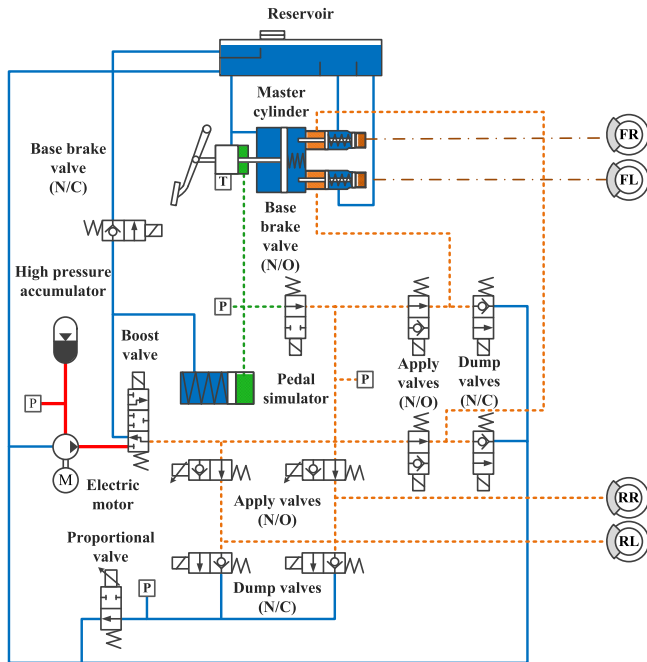 Reservoir
Master
cylinder
FR
Base brake
valve
(N/C)
T
FL
Base
brake
valve
(N/O)
High pressure
accumulator
P
Boost
valve
Apply
valves
(N/O)
Dump
valves
(N/C)
Pedal
simulator
P
P
M
Electric
motor
Apply valves
(N/O)
RR
Proportional
valve
RL
P
Dump valves
(N/C)